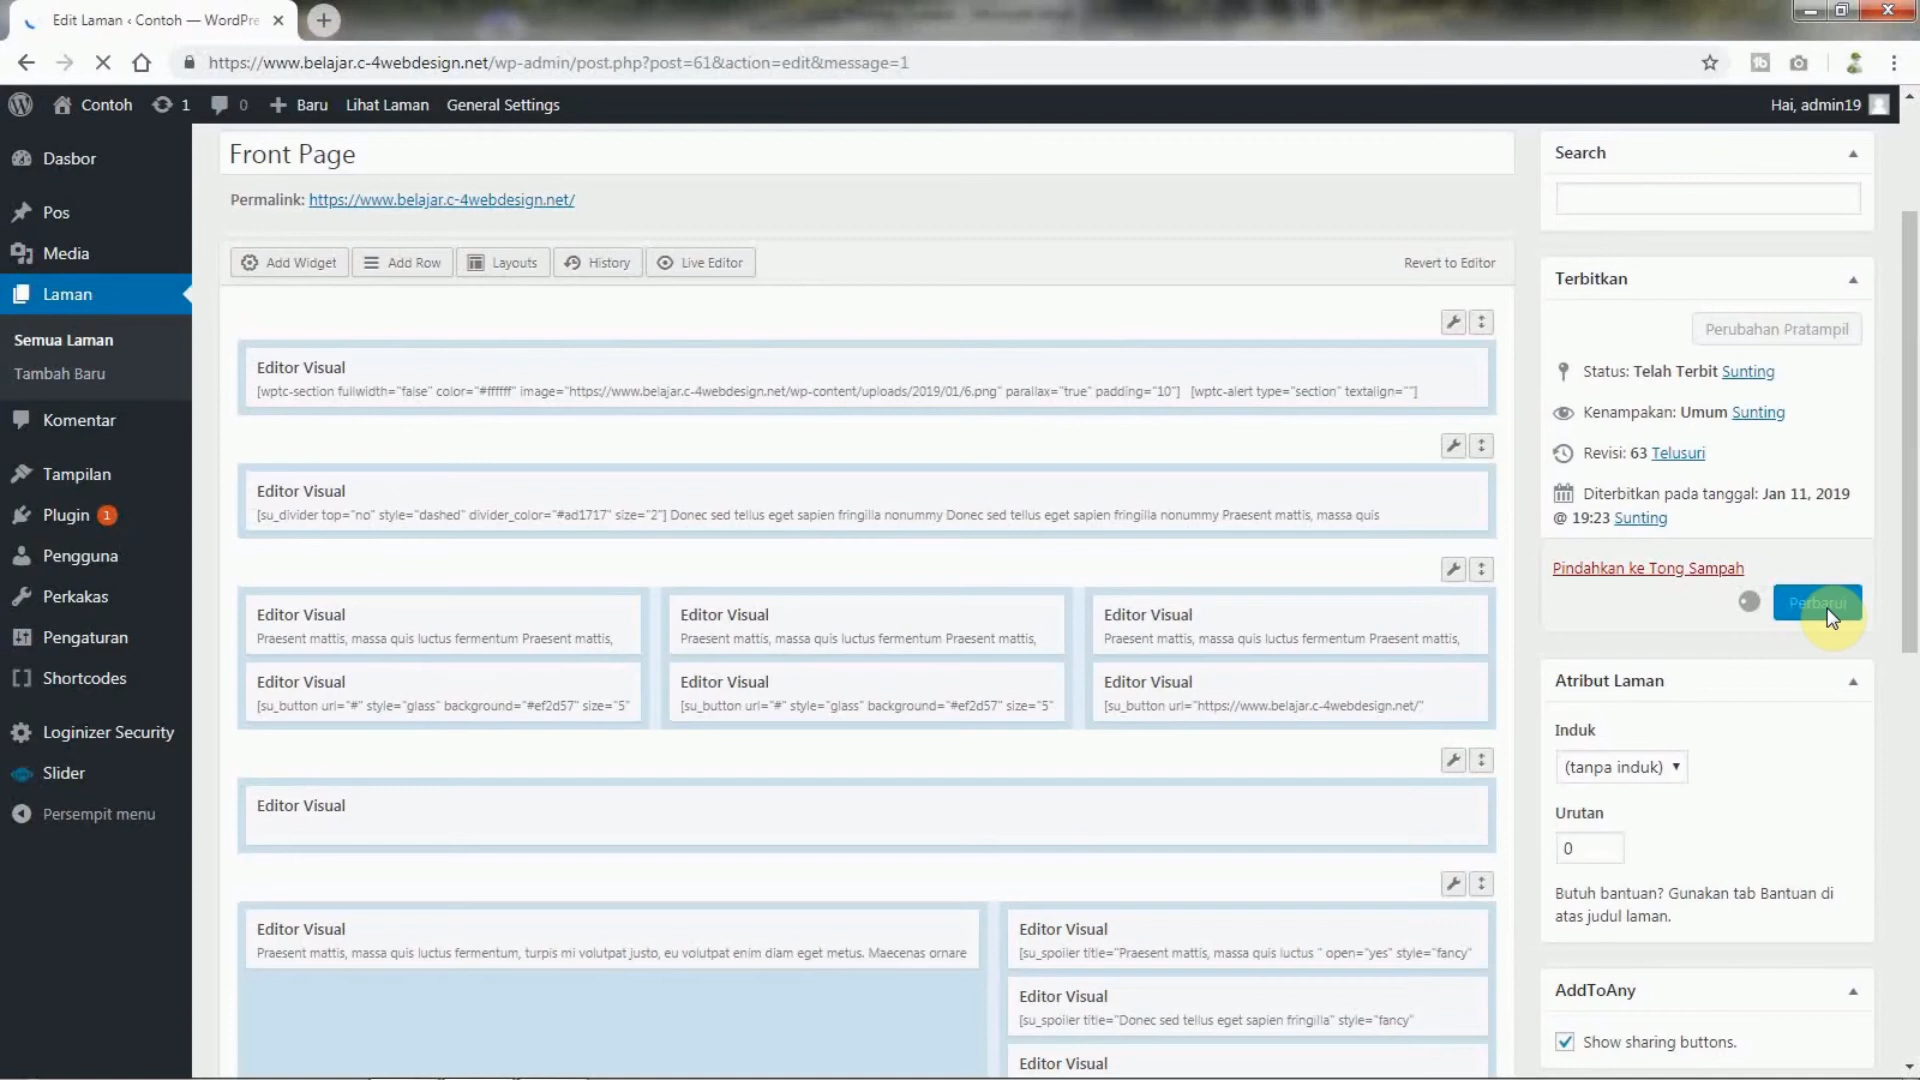 Edit Laman ‹ Contoh — WordPre
https://www.belajar.c-4webdesign.net/wp-admin/post.php?post=61&action=edit&message=1
Contoh 1 0 Baru Lihat Laman General Settings Hai, admin19
Dasbor
Pos
Media
Laman
Semua Laman
Tambah Baru
Komentar
Tampilan
Plugin 1
Pengguna
Perkakas
Pengaturan
Shortcodes
Loginizer Security
Slider
Persempit menu
Front Page
Permalink: https://www.belajar.c-4webdesign.net/
Add Widget Add Row Layouts History Live Editor Revert to Editor
Editor Visual
[wptc-section fullwidth="false" color="#ffffff" image="https://www.belajar.c-4webdesign.net/wp-content/uploads/2019/01/6.png" parallax="true" padding="10"] [wptc-alert type="section" textalign=""]
Editor Visual
[su_divider top="no" style="dashed" divider_color="#ad1717" size="2"] Donec sed tellus eget sapien fringilla nonummy Donec sed tellus eget sapien fringilla nonummy Praesent mattis, massa quis
Editor Visual
Praesent mattis, massa quis luctus fermentum Praesent mattis,
Editor Visual
[su_button url="#" style="glass" background="#ef2d57" size="5"
Editor Visual
Praesent mattis, massa quis luctus fermentum Praesent mattis,
Editor Visual
[su_button url="#" style="glass" background="#ef2d57" size="5"
Editor Visual
Praesent mattis, massa quis luctus fermentum Praesent mattis,
Editor Visual
[su_button url="https://www.belajar.c-4webdesign.net/"
Editor Visual
Editor Visual
Praesent mattis, massa quis luctus fermentum, turpis mi volutpat justo, eu volutpat enim diam eget metus. Maecenas ornare
Editor Visual
[su_spoiler title="Praesent mattis, massa quis luctus " open="yes" style="fancy"
Editor Visual
[su_spoiler title="Donec sed tellus eget sapien fringilla" style="fancy"
Editor Visual
Search
Terbitkan
Perubahan Pratampil
Status: Telah Terbit Sunting
Kenampakan: Umum Sunting
Revisi: 63 Telusuri
Diterbitkan pada tanggal: Jan 11, 2019
@ 19:23 Sunting
Pindahkan ke Tong Sampah
Perbarui
Atribut Laman
Induk
(tanpa induk)
Urutan
0
Butuh bantuan? Gunakan tab Bantuan di
atas judul laman.
AddToAny
Show sharing buttons.